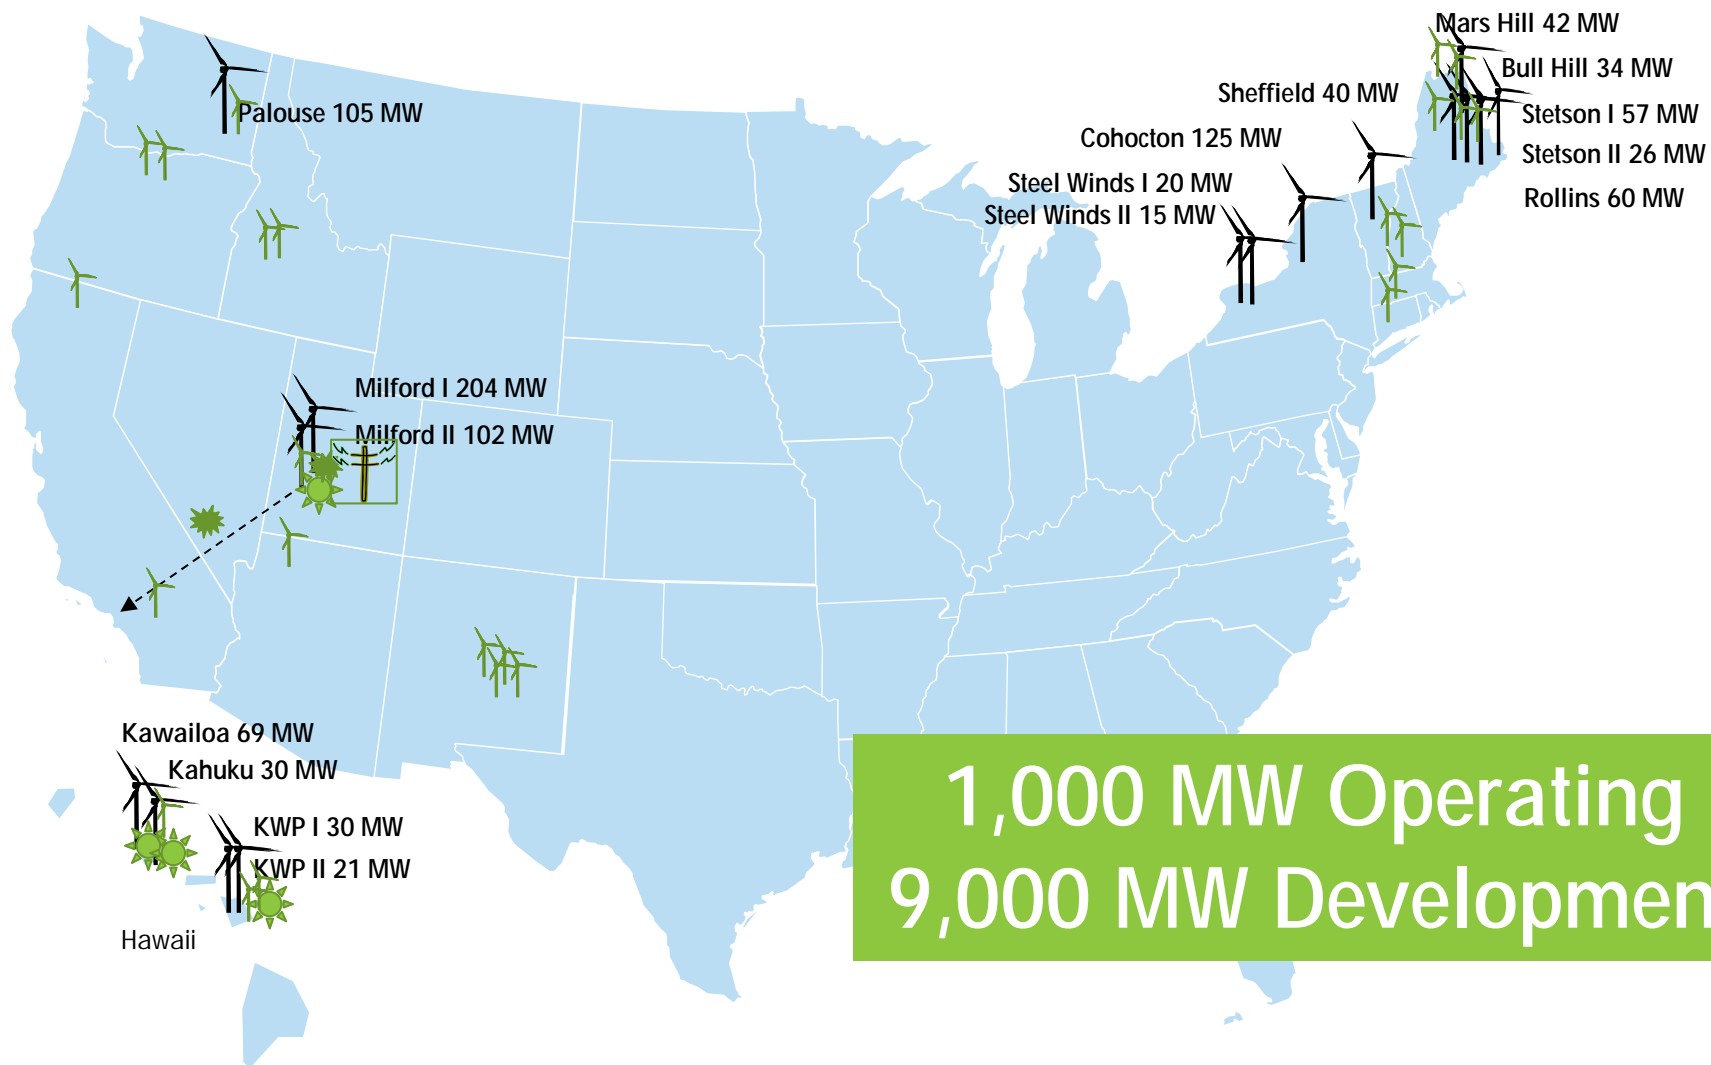 Mars Hill 42 MW
Bull Hill 34 MW
Sheffield 40 MW
Palouse 105 MW
Stetson I 57 MW
Cohocton 125 MW
Stetson II 26 MW
Steel Winds I 20 MW
Rollins 60 MW
Steel Winds II 15 MW
Milford I 204 MW
Milford II 102 MW
Kawailoa 69 MW
Kahuku 30 MW
KWP I 30 MW
KWP II 21 MW
Hawaii
1,000 MW Operating
9,000 MW Developmen